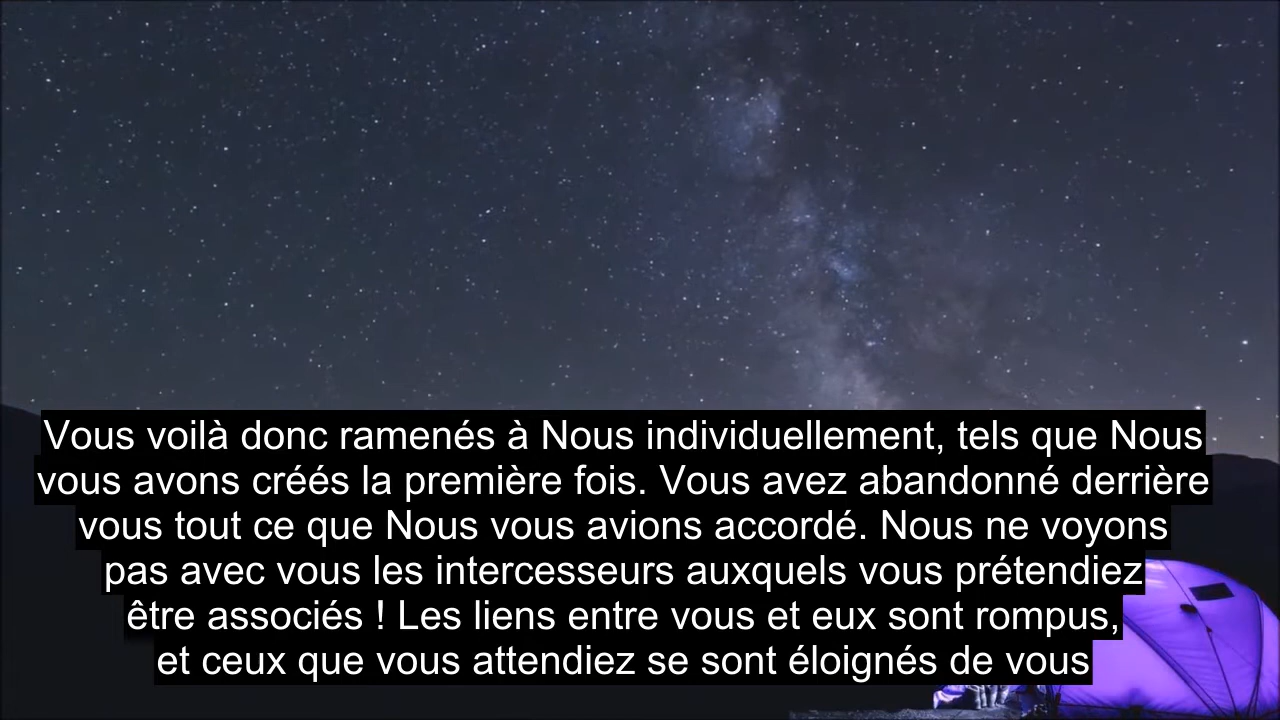 Vous voilà donc ramenés à Nous individuellement, tels que Nous
vous avons créés la première fois. Vous avez abandonné derrière
vous tout ce que Nous vous avions accordé. Nous ne voyons
pas avec vous les intercesseurs auxquels vous prétendiez
être associés ! Les liens entre vous et eux sont rompus,
et ceux que vous attendiez se sont éloignés de vous